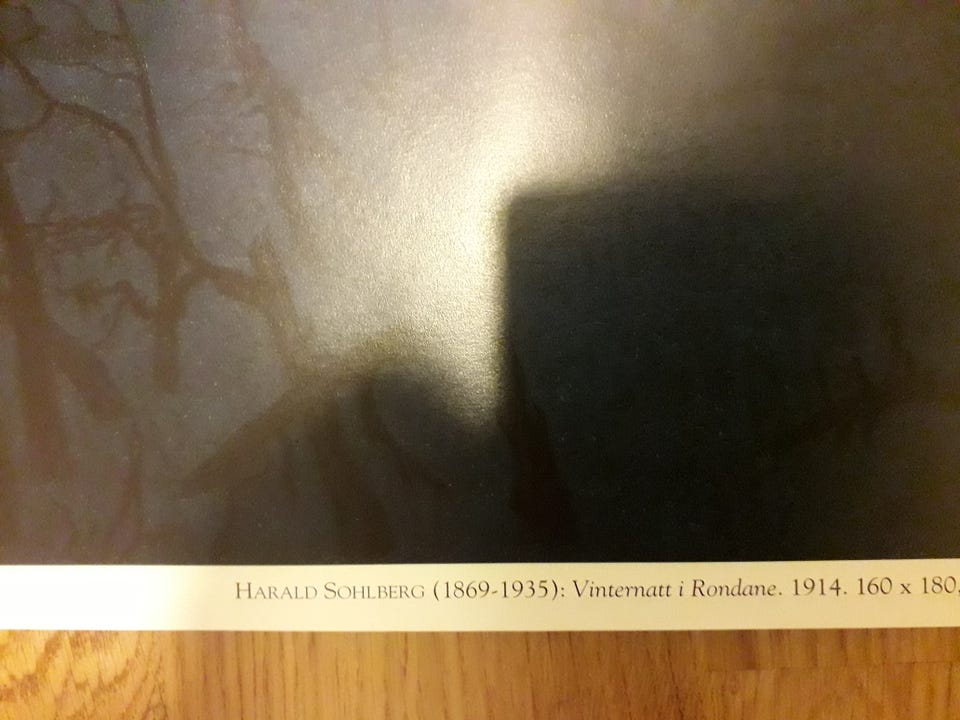 HARALD SOHLBERG (1869-1935): Vinternatt i Rondane. 1914. 160 x 180,